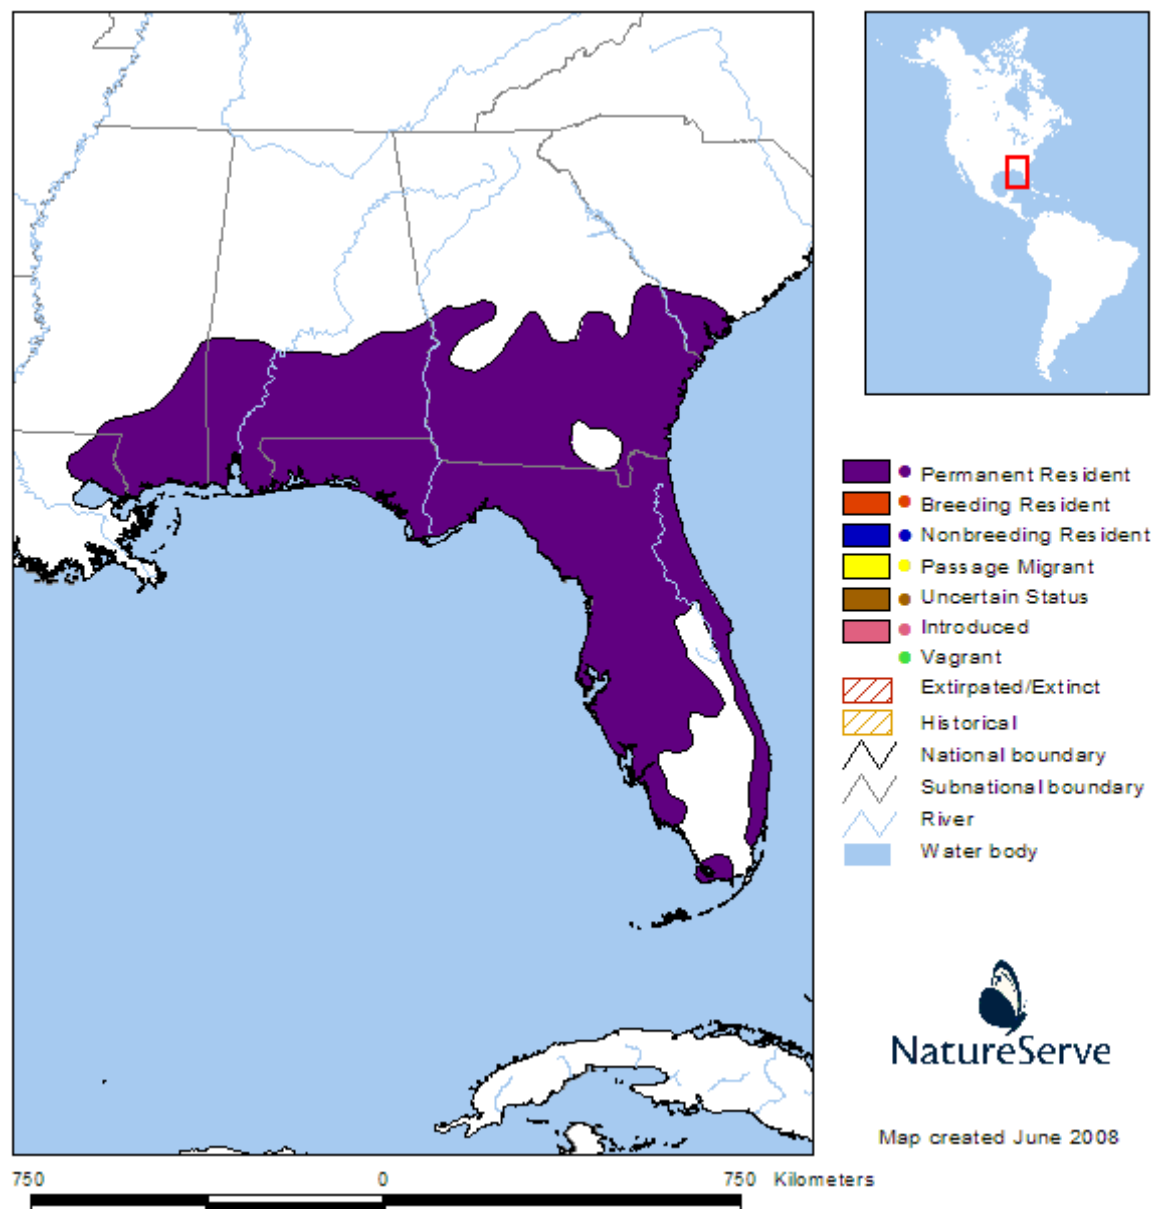 Permanent Resident
Breeding Resident
Nonbreeding Resident
Passage Migrant
Uncertain Status
Introduced
Vagrant
Extirpated/Extinct
Historical
National boundary
Subnational boundary
River
Water body
NatureServe
Map created June 2008
750 0 750 Kilometers